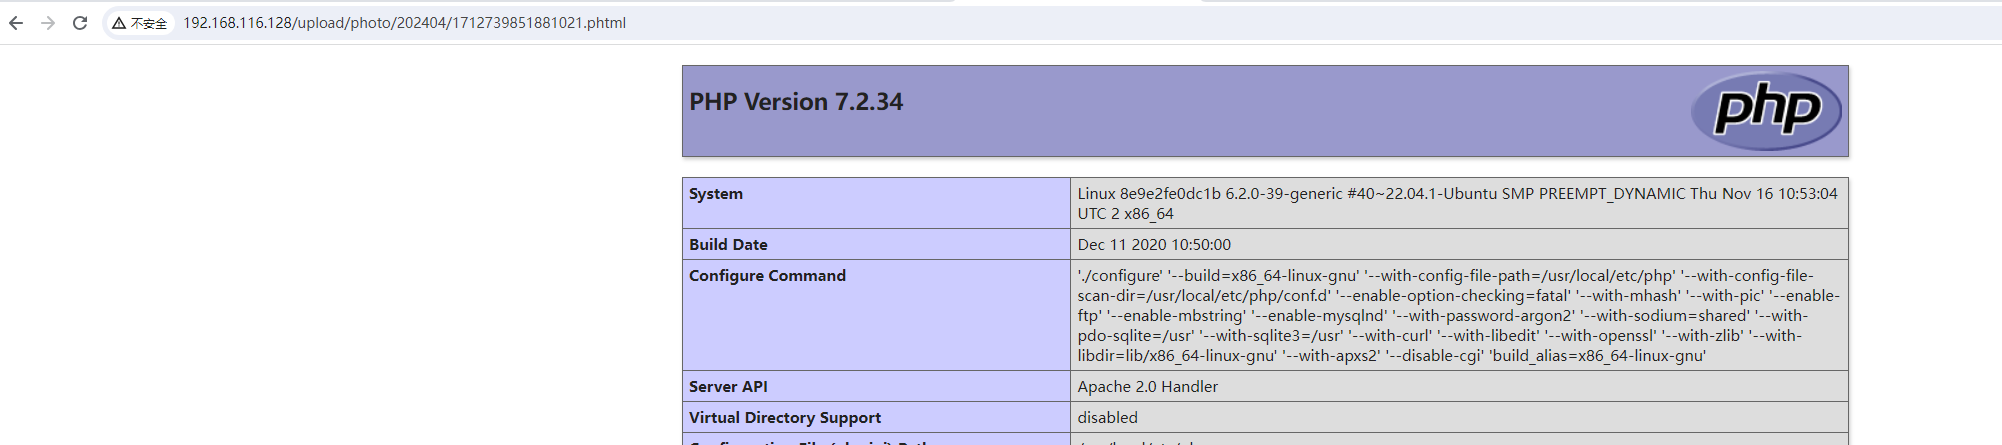 不安全 192.168.116.128/upload/photo/202404/1712739851881021.phtml
PHP Version 7.2.34
php
System
Linux 8e9e2fe0dc1b 6.2.0-39-generic #40~22.04.1-Ubuntu SMP PREEMPT_DYNAMIC Thu Nov 16 10:53:04
UTC 2 x86_64
Build Date
Dec 11 2020 10:50:00
Configure Command
'./configure' '--build=x86_64-linux-gnu' '--with-config-file-path=/usr/local/etc/php' '--with-config-file-
scan-dir=/usr/local/etc/php/conf.d' '--enable-option-checking=fatal' '--with-mhash' '--with-pic' '--enable-
ftp' '--enable-mbstring' '--enable-mysqlnd' '--with-password-argon2' '--with-sodium=shared' '--with-
pdo-sqlite=/usr' '--with-sqlite3=/usr' '--with-curl' '--with-libedit' '--with-openssl' '--with-zlib' '--with-
libdir=lib/x86_64-linux-gnu' '--with-apxs2' '--disable-cgi' 'build_alias=x86_64-linux-gnu'
Server API
Apache 2.0 Handler
Virtual Directory Support
disabled